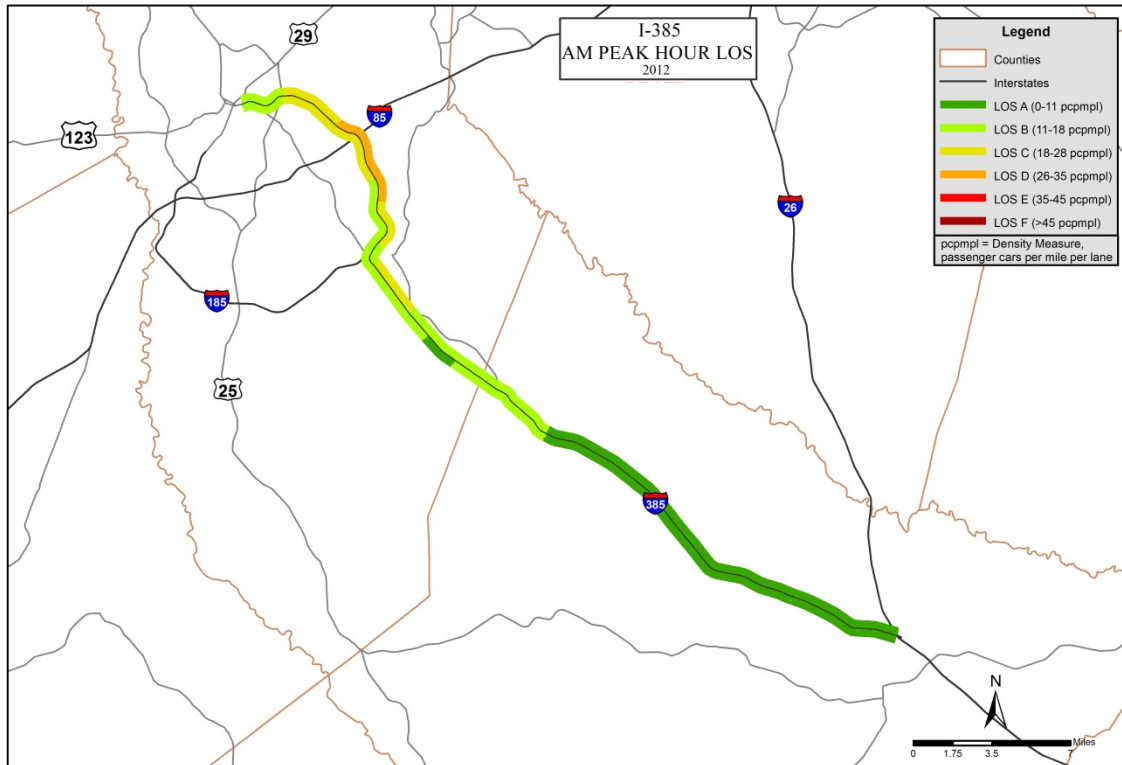 I-385
AM PEAK HOUR LOS
2012
Legend
Counties
Interstates
LOS A (0-11 pcpmpl)
LOS B (11-18 pcpmpl)
LOS C (18-28 pcpmpl)
LOS D (26-35 pcpmpl)
LOS E (35-45 pcpmpl)
LOS F (>45 pcpmpl)
pcpmpl = Density Measure,
passenger cars per mile per lane
29
85
123
26
185
25
385
N
Miles
0 1.75 3.5 7